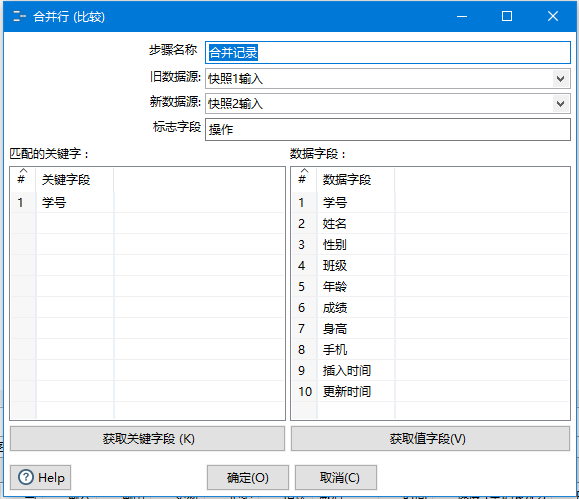 合并行 (比较)
步骤名称 合并记录
旧数据源: 快照1输入
新数据源: 快照2输入
标志字段 操作
匹配的关键字： 数据字段：
# 关键字段 # 数据字段
1 学号 1 学号
2 姓名
3 性别
4 班级
5 年龄
6 成绩
7 身高
8 手机
9 插入时间
10 更新时间
获取关键字段 (K) 获取值字段(V)
Help 确定(O) 取消(C)